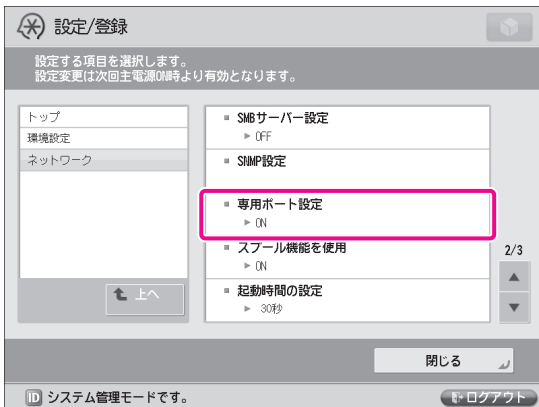 設定/登録
設定する項目を選択します。
設定変更は次回主電源ON時より有効となります。
トップ
環境設定
ネットワーク
上へ
SMBサーバー設定
OFF
SNMP設定
専用ポート設定
ON
スプール機能を使用
ON
起動時間の設定
30秒
2/3
閉じる
ID システム管理モードです。
ログアウト